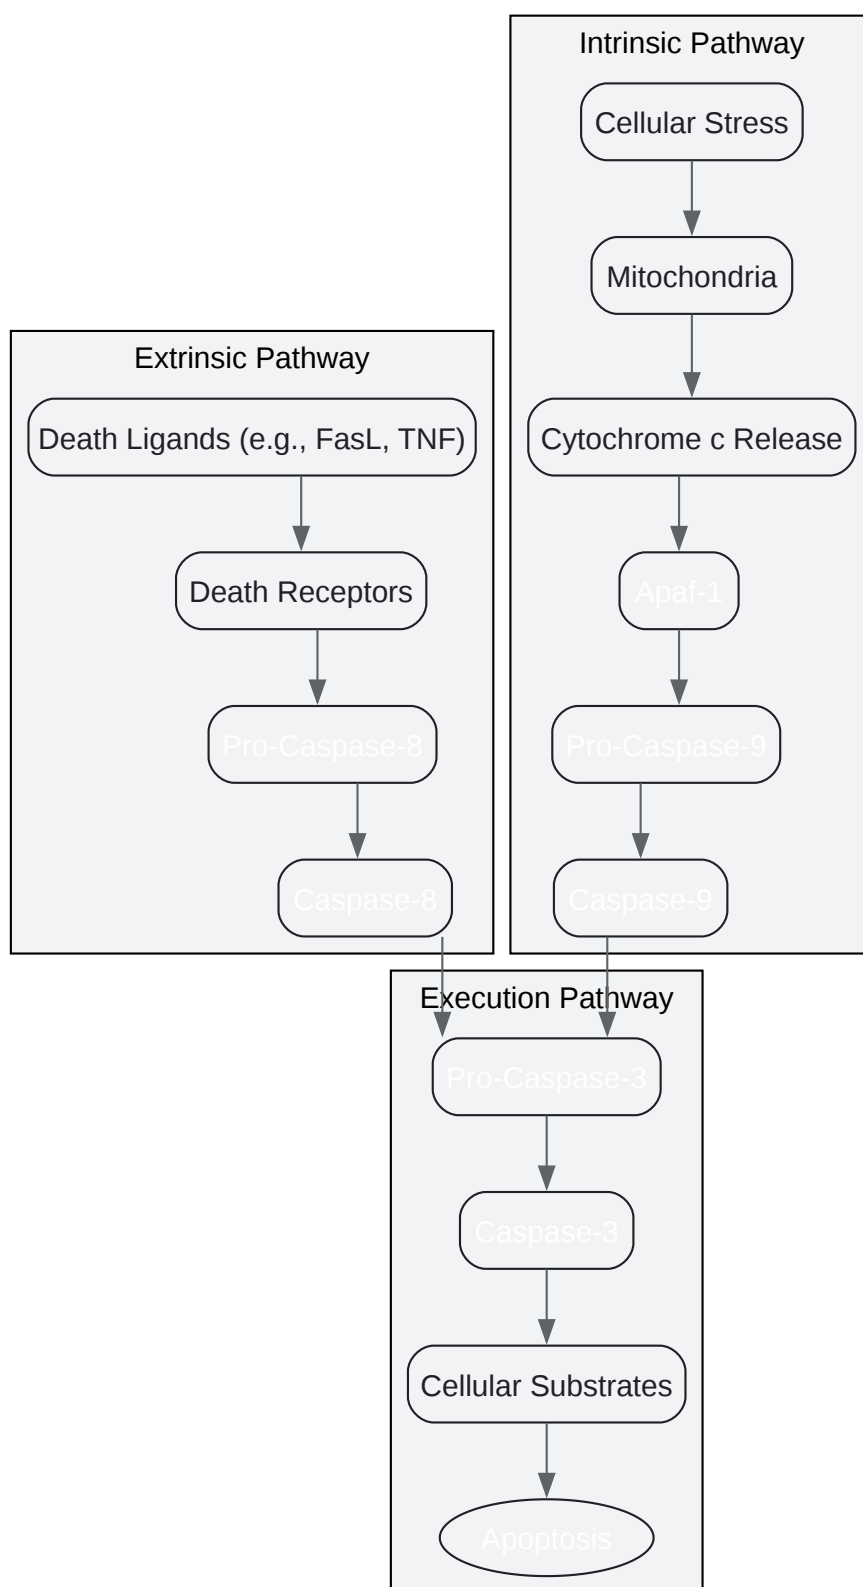 Intrinsic Pathway
Cellular Stress
Mitochondria
Extrinsic Pathway
Death Ligands (e.g., FasL, TNF)
Cytochrome c Release
Death Receptors
Apaf-1
Pro-Caspase-8
Pro-Caspase-9
Caspase-8
Caspase-9
Execution Pathway
Pro-Caspase-3
Caspase-3
Cellular Substrates
Apoptosis